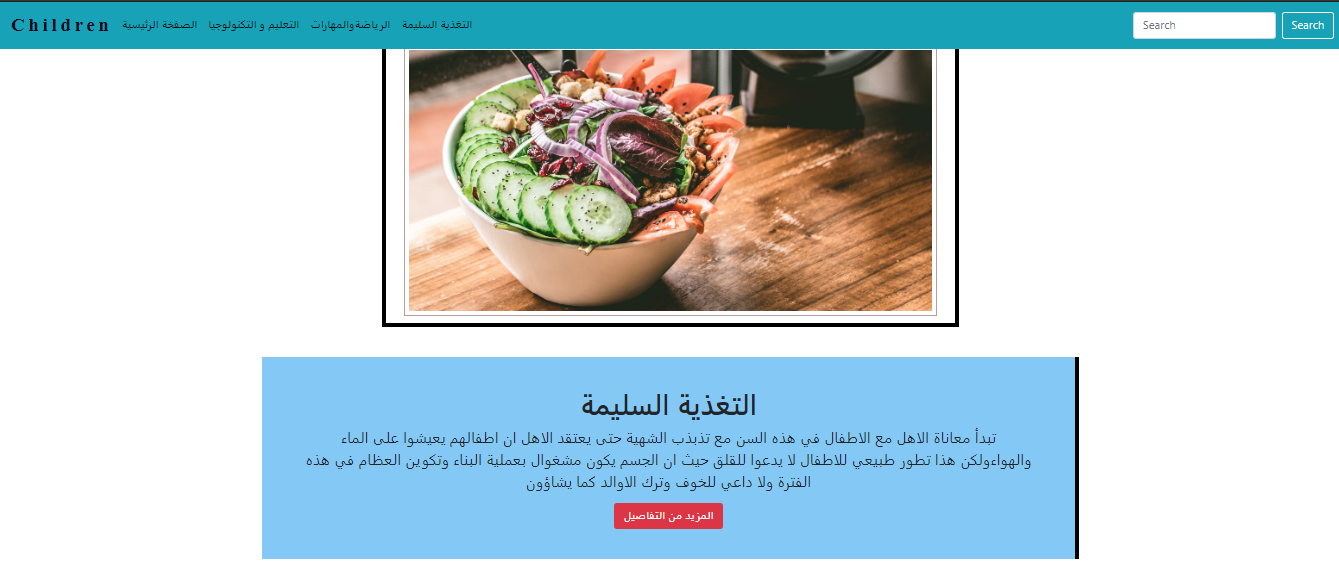 Children
الصفخة الرئيسية
التعليم و التكنولوجيا
الرياضةوالمهارات
التغذية السليمة
Search
Search
التغذية السليمة
تبدأ معاناة الاهل مع الاطفال في هذه السن مع تذبذب الشهية حتى يعتقد الاهل ان اطفالهم يعيشوا على الماء
والهواءولكن هذا تطور طبيعي للاطفال لا يدعوا للقلق حيث ان الجسم يكون مشغوال بعملية البناء وتكوين العظام في هذه
الفترة ولا داعي للخوف وترك الاوالد كما يشاؤون
المزيد من التفاصيل